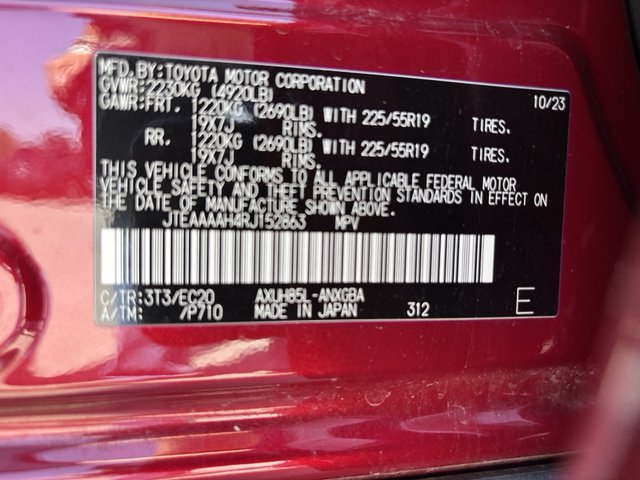 MFD.BY:TOYOTA MOTOR CORPORATION 10/23
GVWR:2230KG (4920LB)
GAWR:FRT. 1220KG (2690LB) WITH 225/55R19 TIRES.
19X7J RIMS.
RR. 1220KG (2690LB) WITH 225/55R19 TIRES.
19X7J RIMS.
THIS VEHICLE CONFORMS TO ALL APPLICABLE FEDERAL MOTOR
VEHICLE SAFETY AND THEFT PREVENTION STANDARDS IN EFFECT ON
THE DATE OF MANUFACTURE SHOWN ABOVE.
JTEAAAAH4RJ152863 MPV
C/TR:3T3/EC20 AXUH85L-ANXGBA
A/TM: /P710 MADE IN JAPAN 312 E